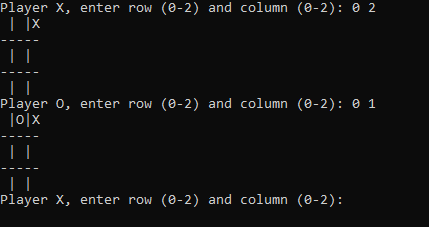 Player X, enter row (0-2) and column (0-2): 0 2
 | |X
-----
 | |
-----
 | |
Player O, enter row (0-2) and column (0-2): 0 1
 |O|X
-----
 | |
-----
 | |
Player X, enter row (0-2) and column (0-2):